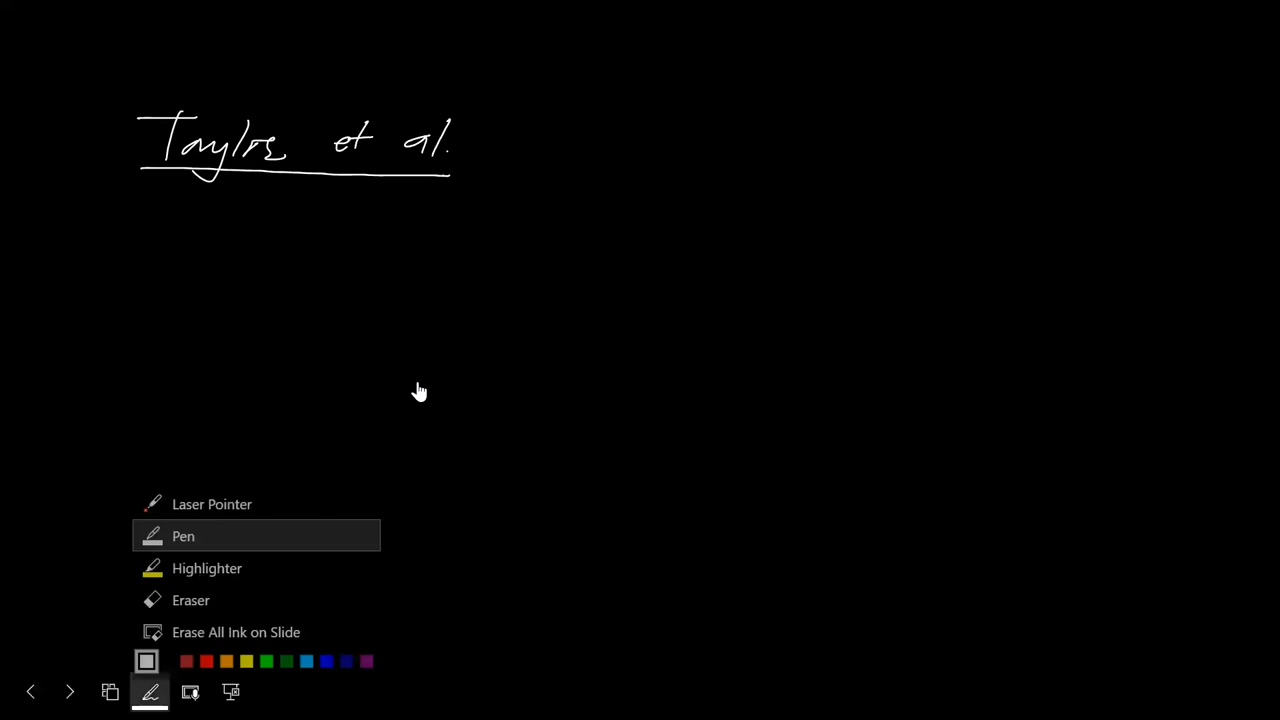 Taylor et al.
Laser Pointer
Pen
Highlighter
Eraser
Erase All Ink on Slide